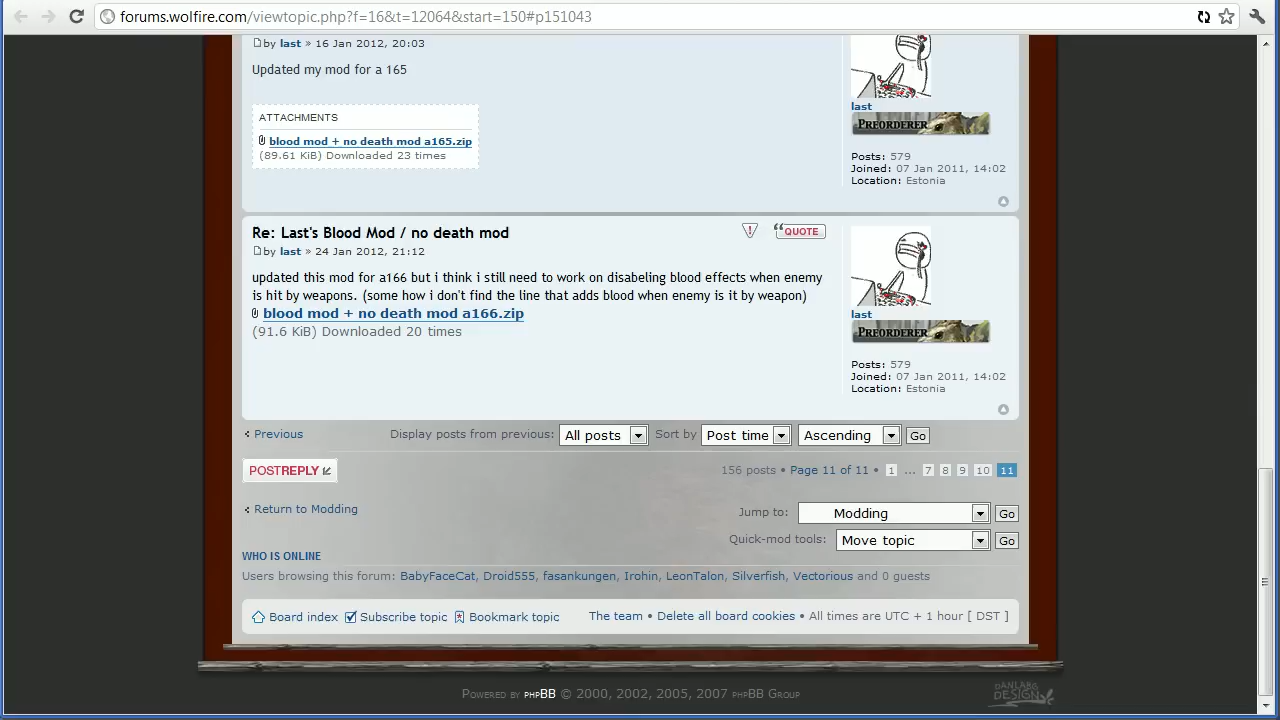 forums.wolfire.com/viewtopic.php?f=16&t=12064&start=150#p151043
by last » 16 Jan 2012, 20:03
Updated my mod for a 165
ATTACHMENTS
blood mod + no death mod a165.zip
(89.61 KiB) Downloaded 23 times
last
PREORDERER
Posts: 579
Joined: 07 Jan 2011, 14:02
Location: Estonia
Re: Last's Blood Mod / no death mod
QUOTE
by last » 24 Jan 2012, 21:12
updated this mod for a166 but i think i still need to work on disabeling blood effects when enemy
is hit by weapons. (some how i don't find the line that adds blood when enemy is it by weapon)
blood mod + no death mod a166.zip
(91.6 KiB) Downloaded 20 times
last
PREORDERER
Posts: 579
Joined: 07 Jan 2011, 14:02
Location: Estonia
Previous Display posts from previous: All posts Sort by Post time Ascending Go
POSTREPLY 156 posts • Page 11 of 11 • 1 ... 7 8 9 10 11
Return to Modding
Jump to: Modding Go
Quick-mod tools: Move topic Go
WHO IS ONLINE
Users browsing this forum: BabyFaceCat, Droid555, fasankungen, Irohin, LeonTalon, Silverfish, Vectorious and 0 guests
Board index Subscribe topic Bookmark topic The team • Delete all board cookies • All times are UTC + 1 hour [ DST ]
POWERED BY PHPBB © 2000, 2002, 2005, 2007 PHPBB GROUP
DANLANG
DESIGN